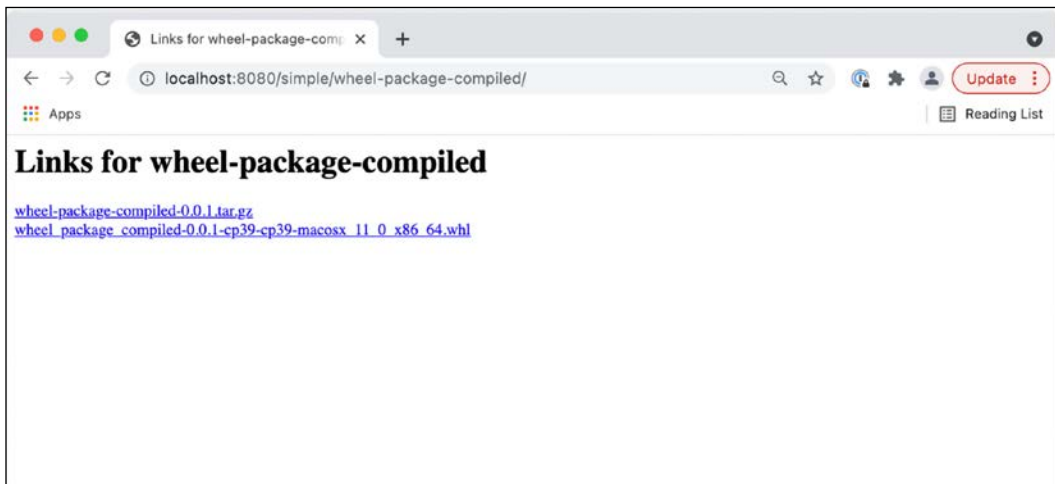 Links for wheel-package-comp
localhost:8080/simple/wheel-package-compiled/
Update
Apps
Reading List
Links for wheel-package-compiled
wheel-package-compiled-0.0.1.tar.gz
wheel_package_compiled-0.0.1-cp39-cp39-macosx_11_0_x86_64.whl